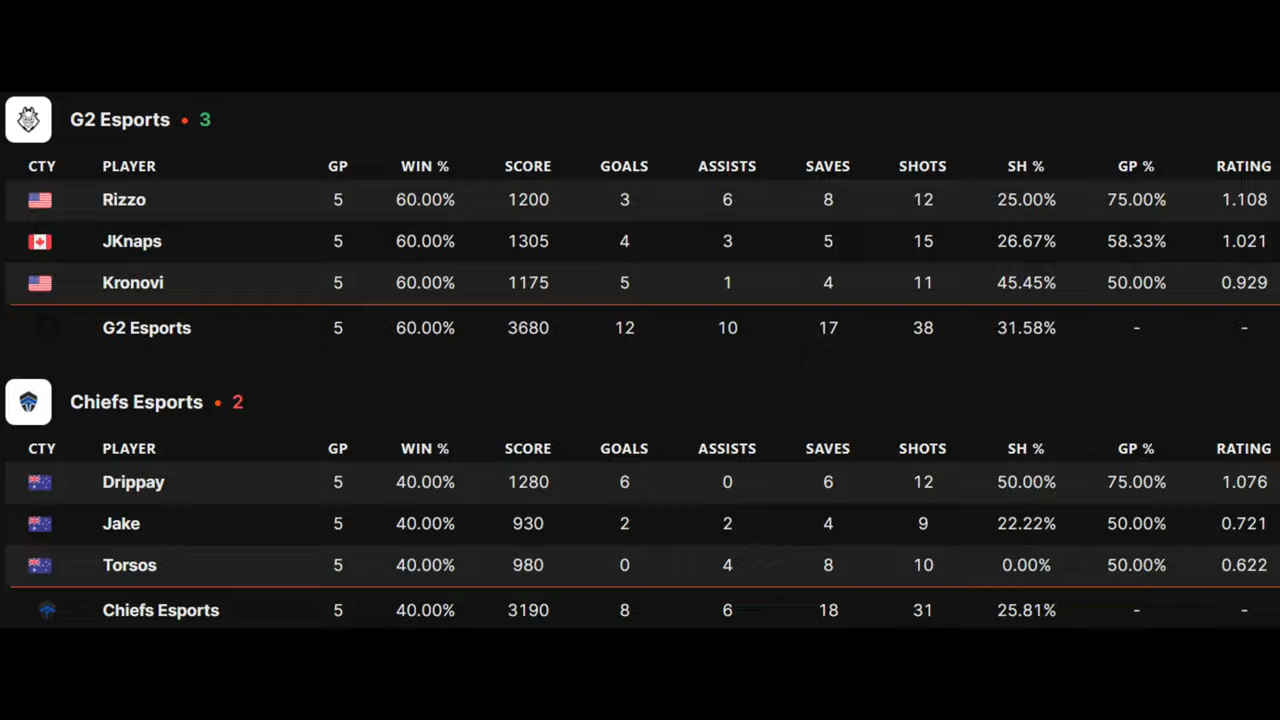 G2 Esports • 3
CTY PLAYER GP WIN % SCORE GOALS ASSISTS SAVES SHOTS SH % GP % RATING
Rizzo 5 60.00% 1200 3 6 8 12 25.00% 75.00% 1.108
JKnaps 5 60.00% 1305 4 3 5 15 26.67% 58.33% 1.021
Kronovi 5 60.00% 1175 5 1 4 11 45.45% 50.00% 0.929
G2 Esports 5 60.00% 3680 12 10 17 38 31.58% - -
Chiefs Esports • 2
CTY PLAYER GP WIN % SCORE GOALS ASSISTS SAVES SHOTS SH % GP % RATING
Drippay 5 40.00% 1280 6 0 6 12 50.00% 75.00% 1.076
Jake 5 40.00% 930 2 2 4 9 22.22% 50.00% 0.721
Torsos 5 40.00% 980 0 4 8 10 0.00% 50.00% 0.622
Chiefs Esports 5 40.00% 3190 8 6 18 31 25.81% - -